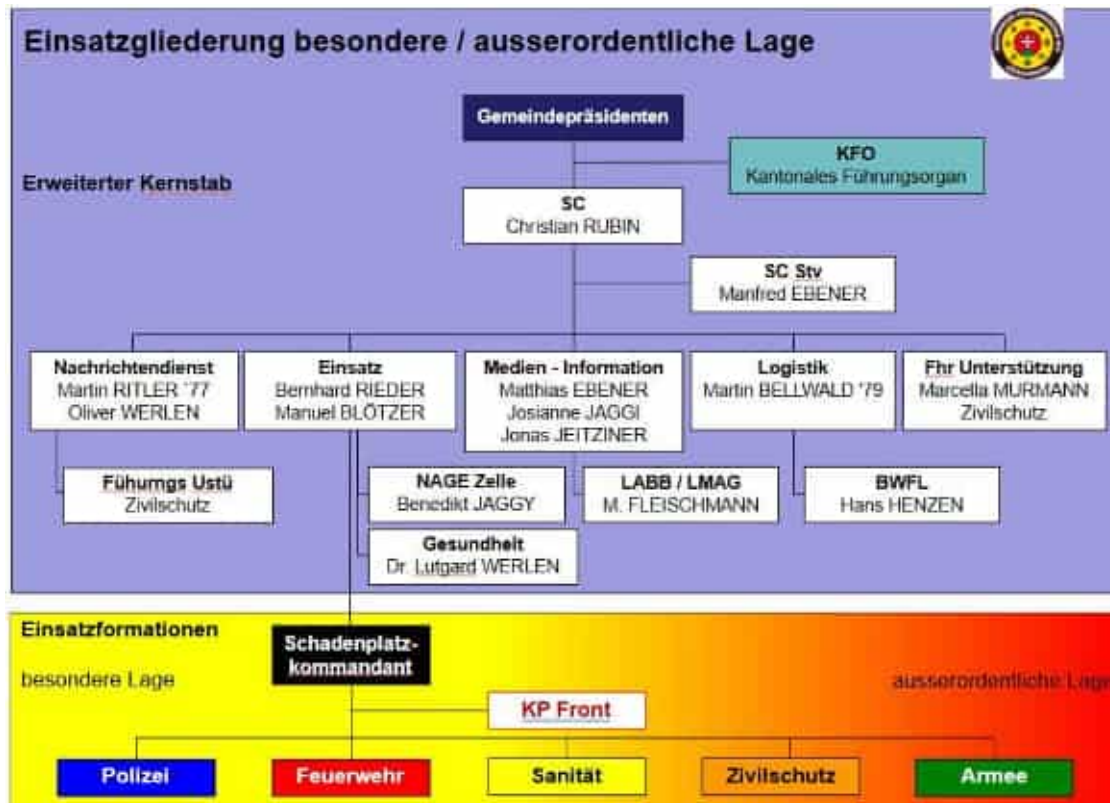 Einsatzgliederung besondere / ausserordentliche Lage
Gemeindepräsidenten
KFO
Kantonales Führungsorgan
Erweiterter Kernstab
SC
Christian RUBIN
SC Stv
Manfred EBENER
Nachrichtendienst
Martin RITLER '77
Oliver WERLEN
Einsatz
Bernhard RIEDER
Manuel BLÖTZER
Medien - Information
Matthias EBENER
Josianne JAGGI
Jonas JEITZINER
Logistik
Martin BELLWALD '79
Fhr Unterstützung
Marcella MURMANN
Zivilschutz
Fühurngs Ustü
Zivilschutz
NAGE Zelle
Benedikt JAGGY
LABB / LMAG
M. FLEISCHMANN
BWFL
Hans HENZEN
Gesundheit
Dr. Lutgard WERLEN
Einsatzformationen
Schadenplatz-
kommandant
besondere Lage
ausserordentliche Lage
KP Front
Polizei
Feuerwehr
Sanität
Zivilschutz
Armee